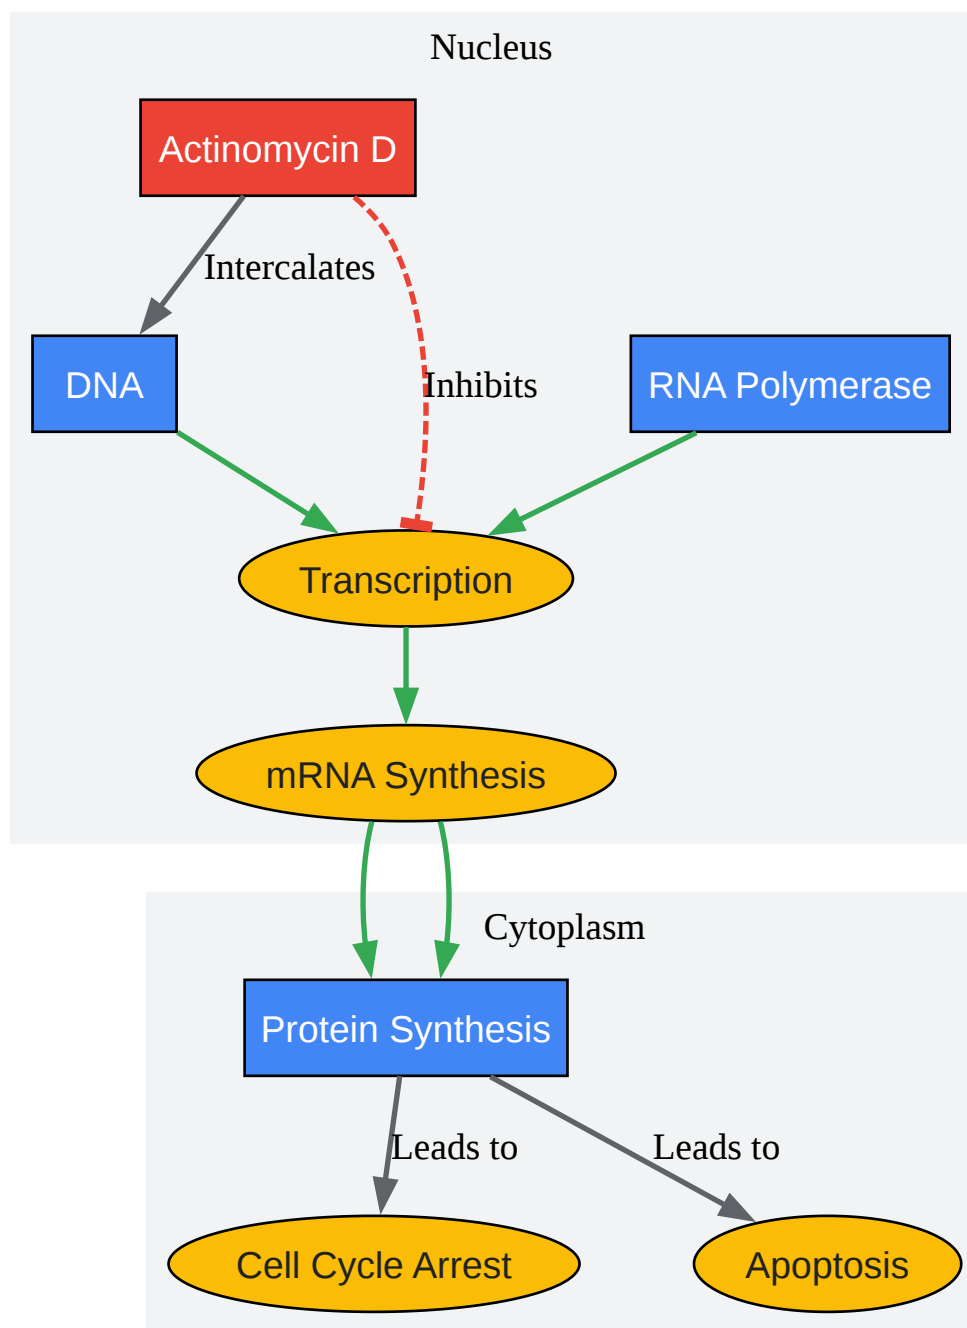 Nucleus
Actinomycin D
Intercalates
DNA
Inhibits
RNA Polymerase
Transcription
mRNA Synthesis
Cytoplasm
Protein Synthesis
Leads to
Leads to
Cell Cycle Arrest
Apoptosis